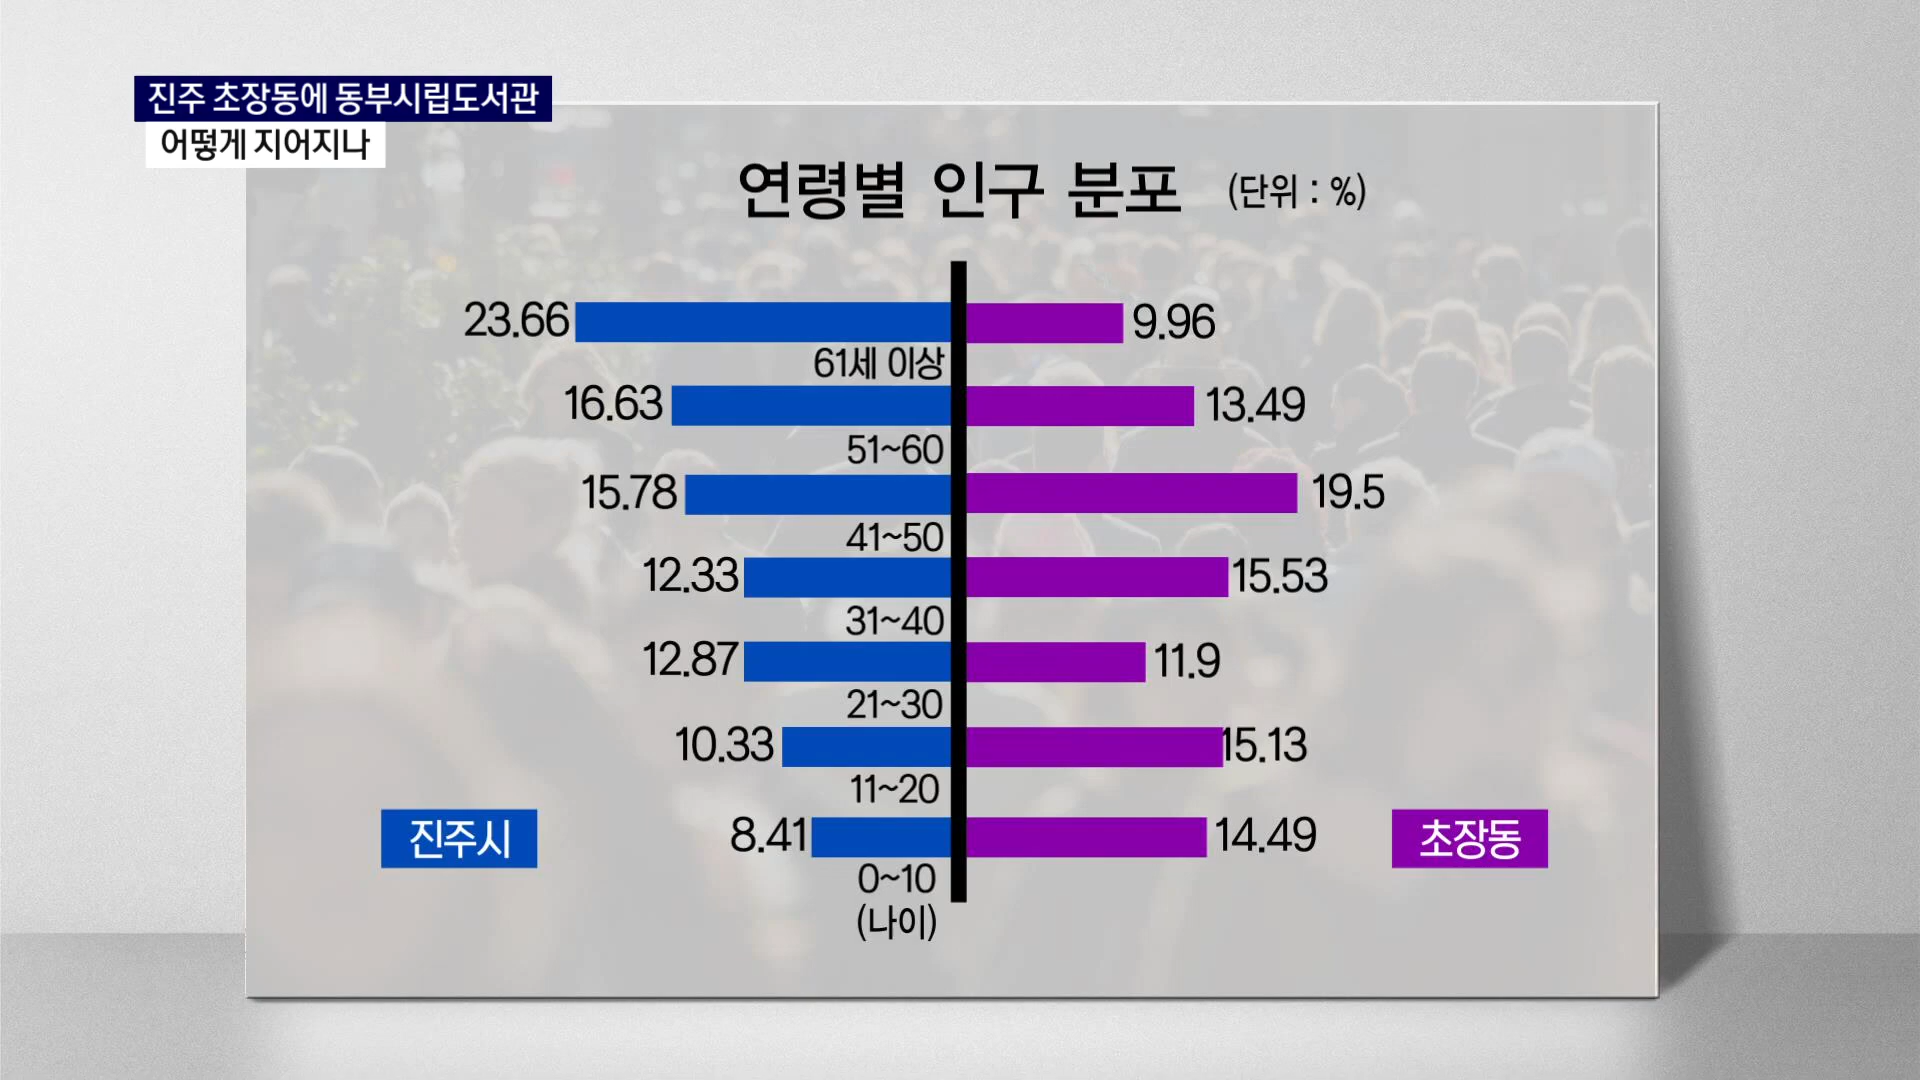 진주 초장동에 동부시립도서관
어떻게 지어지나
연령별 인구 분포 (단위 : %)
23.66 9.96
61세 이상
16.63 13.49
51~60
15.78 19.5
41~50
12.33 15.53
31~40
12.87 11.9
21~30
10.33 15.13
11~20
진주시 8.41 14.49 초장동
0~10
(나이)